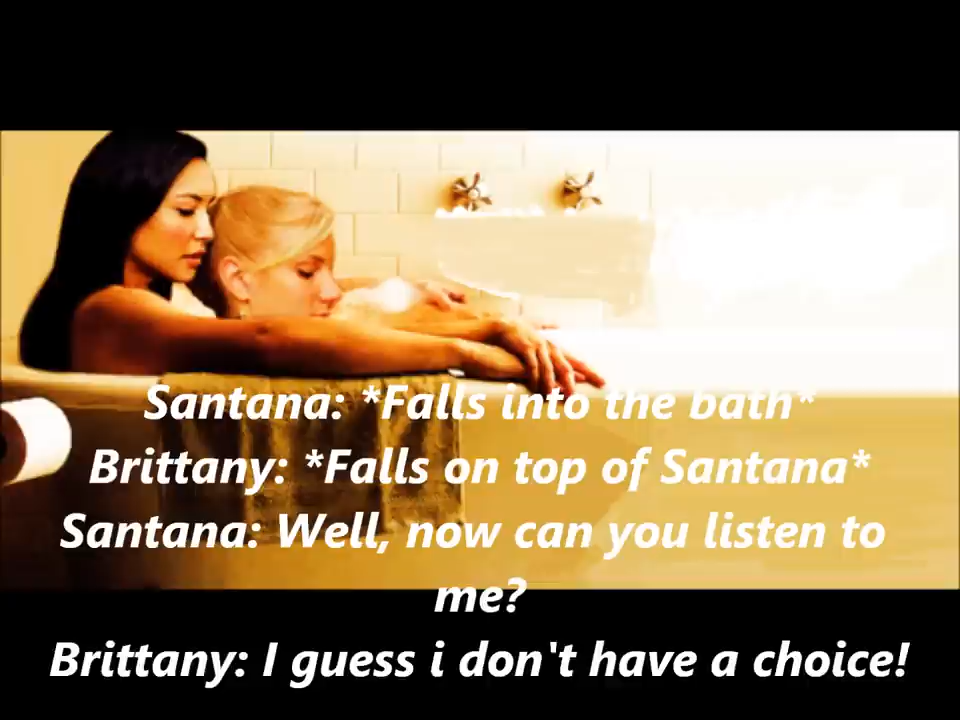 Santana: *Falls into the bath*
Brittany: *Falls on top of Santana*
Santana: Well, now can you listen to
me?
Brittany: I guess i don't have a choice!